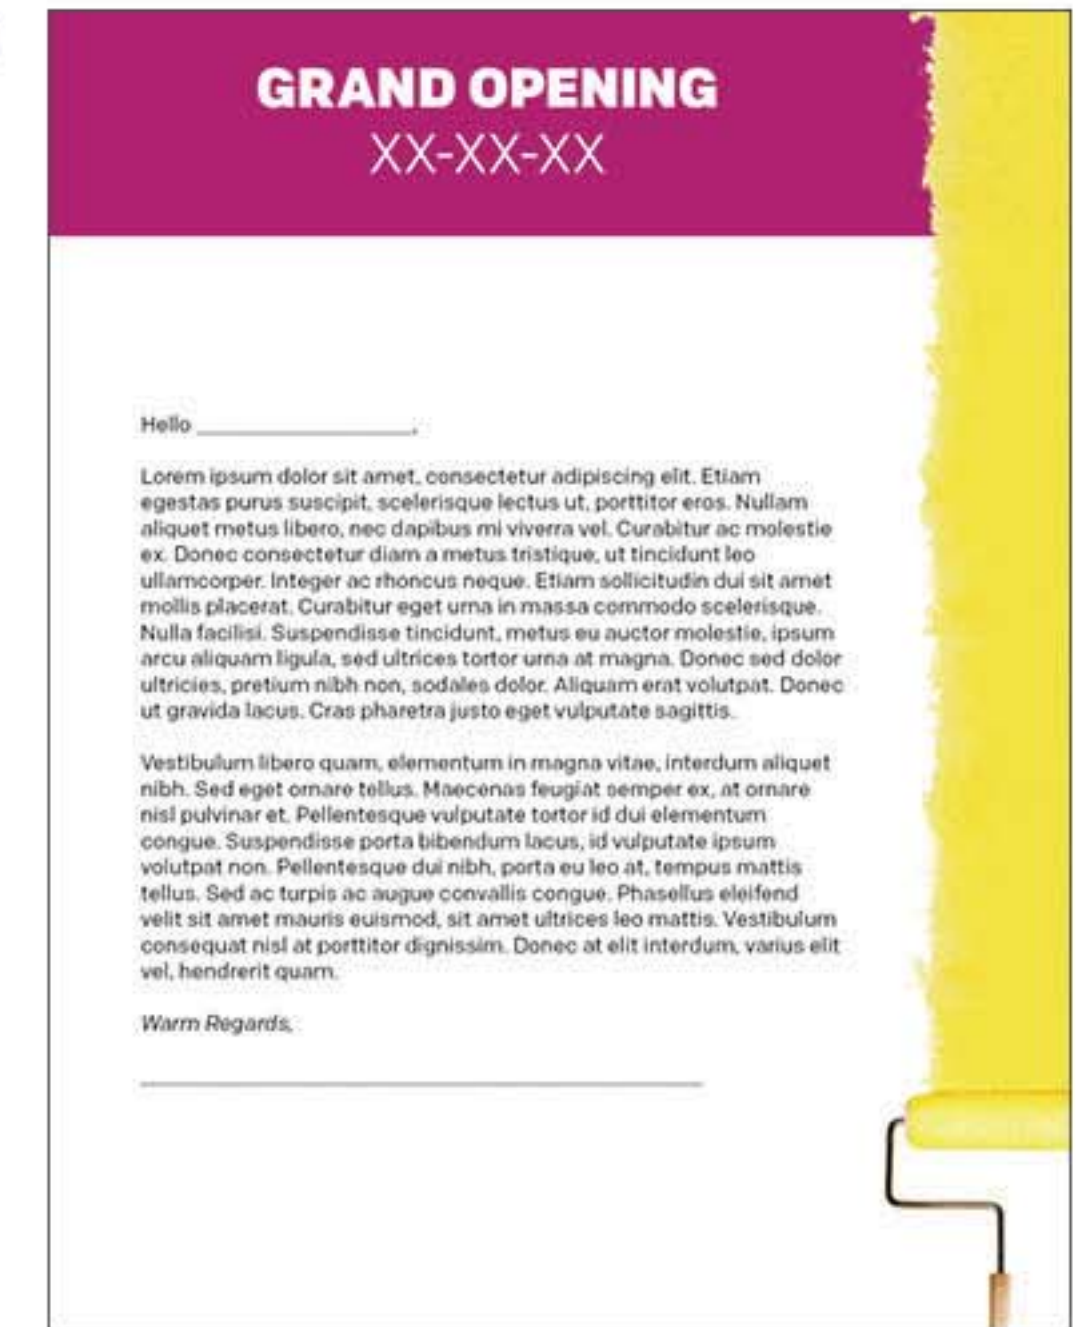 GRAND OPENING
XX-XX-XX
Hello ____________________,
Lorem ipsum dolor sit amet, consectetur adipiscing elit. Etiam
egestas purus suscipit, scelerisque lectus ut, porttitor eros. Nullam
aliquet metus libero, nec dapibus mi viverra vel. Curabitur ac molestie
ex. Donec consectetur diam a metus tristique, ut tincidunt leo
ullamcorper. Integer ac rhoncus neque. Etiam sollicitudin dui sit amet
mollis placerat. Curabitur eget urna in massa commodo scelerisque.
Nulla facilisi. Suspendisse tincidunt, metus eu auctor molestie, ipsum
arcu aliquam ligula, sed ultrices tortor urna at magna. Donec sed dolor
ultricies, pretium nibh non, sodales dolor. Aliquam erat volutpat. Donec
ut gravida lacus. Cras pharetra justo eget vulputate sagittis.
Vestibulum libero quam, elementum in magna vitae, interdum aliquet
nibh. Sed eget ornare tellus. Maecenas feugiat semper ex, at ornare
nisl pulvinar et. Pellentesque vulputate tortor id dui elementum
congue. Suspendisse porta bibendum lacus, id vulputate ipsum
volutpat non. Pellentesque dui nibh, porta eu leo at, tempus mattis
tellus. Sed ac turpis ac augue convallis congue. Phasellus eleifend
velit sit amet mauris euismod, sit amet ultrices leo mattis. Vestibulum
consequat nisl at porttitor dignissim. Donec at elit interdum, varius elit
vel, hendrerit quam.
Warm Regards,